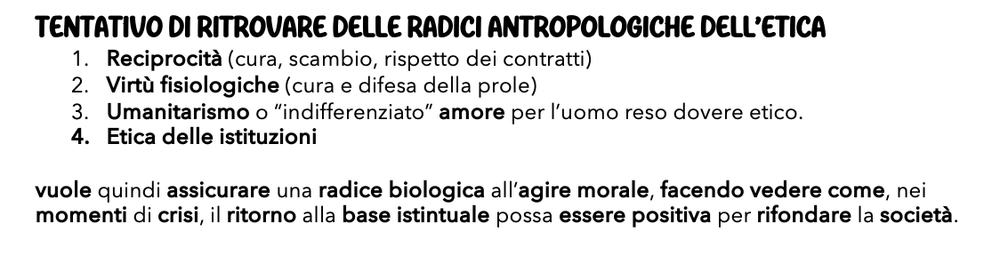 TENTATIVO DI RITROVARE DELLE RADICI ANTROPOLOGICHE DELL'ETICA
1. Reciprocità (cura, scambio, rispetto dei contratti)
2. Virtù fisiologiche (cura e difesa della prole)
3. Umanitarismo o "indifferenziato" amore per l'uomo reso dovere etico.
4. Etica delle istituzioni
vuole quindi assicurare una radice biologica all'agire morale, facendo vedere come, nei
momenti di crisi, il ritorno alla base istintuale possa essere positiva per rifondare la società.